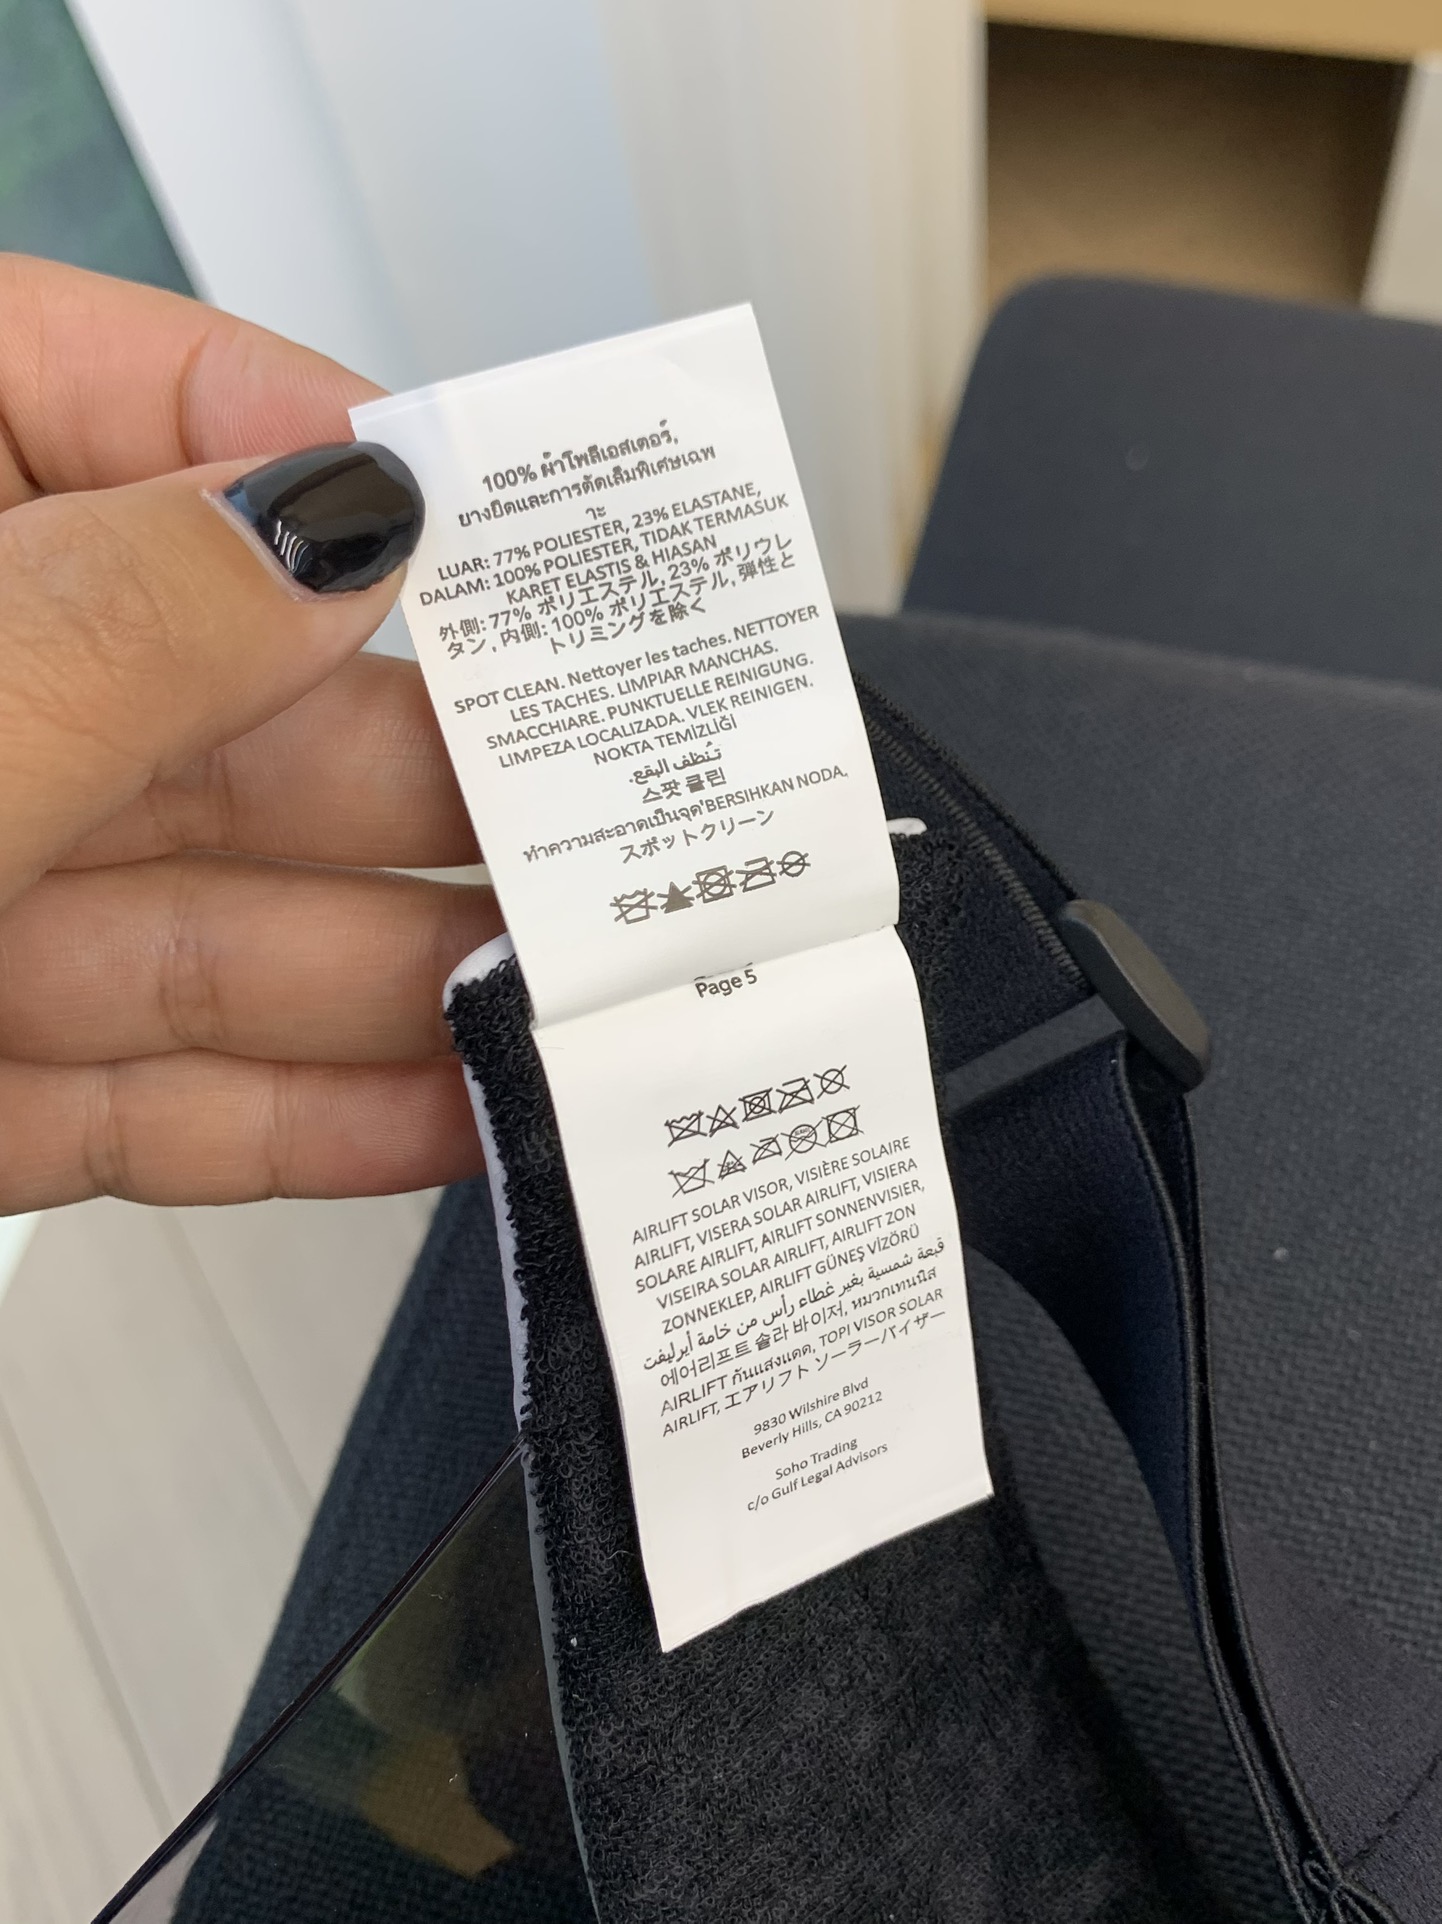 100% ผ้าโพลีเอสเตอร์,
ยางยืดและการตัดเล็มพิเศษเฉพ
าะ
LUAR: 77% POLIESTER, 23% ELASTANE,
DALAM: 100% POLIESTER, TIDAK TERMASUK
KARET ELASTIS & HIASAN
外側: 77% ポリエステル, 23% ポリウレ
タン, 内側: 100% ポリエステル, 弾性と
トリミングを除く
SPOT CLEAN. Nettoyer les taches. NETTOYER
LES TACHES. LIMPIAR MANCHAS.
SMACCHIARE. PUNKTUELLE REINIGUNG.
LIMPEZA LOCALIZADA. VLEK REINIGEN.
NOKTA TEMİZLİĞİ
تنظف البقع.
스팟 클린
ทำความสะอาดเป็นจุด'BERSIHKAN NODA.
スポットクリーン
Page 5
AIRLIFT SOLAR VISOR, VISIÈRE SOLAIRE
AIRLIFT, VISERA SOLAR AIRLIFT, VISIERA
SOLARE AIRLIFT, AIRLIFT SONNENVISIER,
VISEIRA SOLAR AIRLIFT, AIRLIFT ZON
ZONNEKLEP, AIRLIFT GÜNEŞ VİZÖRÜ
قبعة شمسية بغير غطاء رأس من خامة أيرليفت
에어리프트 솔라 바이저, หมวกเทนนิส
AIRLIFT กันแสงแดด, TOPI VISOR SOLAR
AIRLIFT, エアリフト ソーラーバイザー
9830 Wilshire Blvd
Beverly Hills, CA 90212
Soho Trading
c/o Gulf Legal Advisors